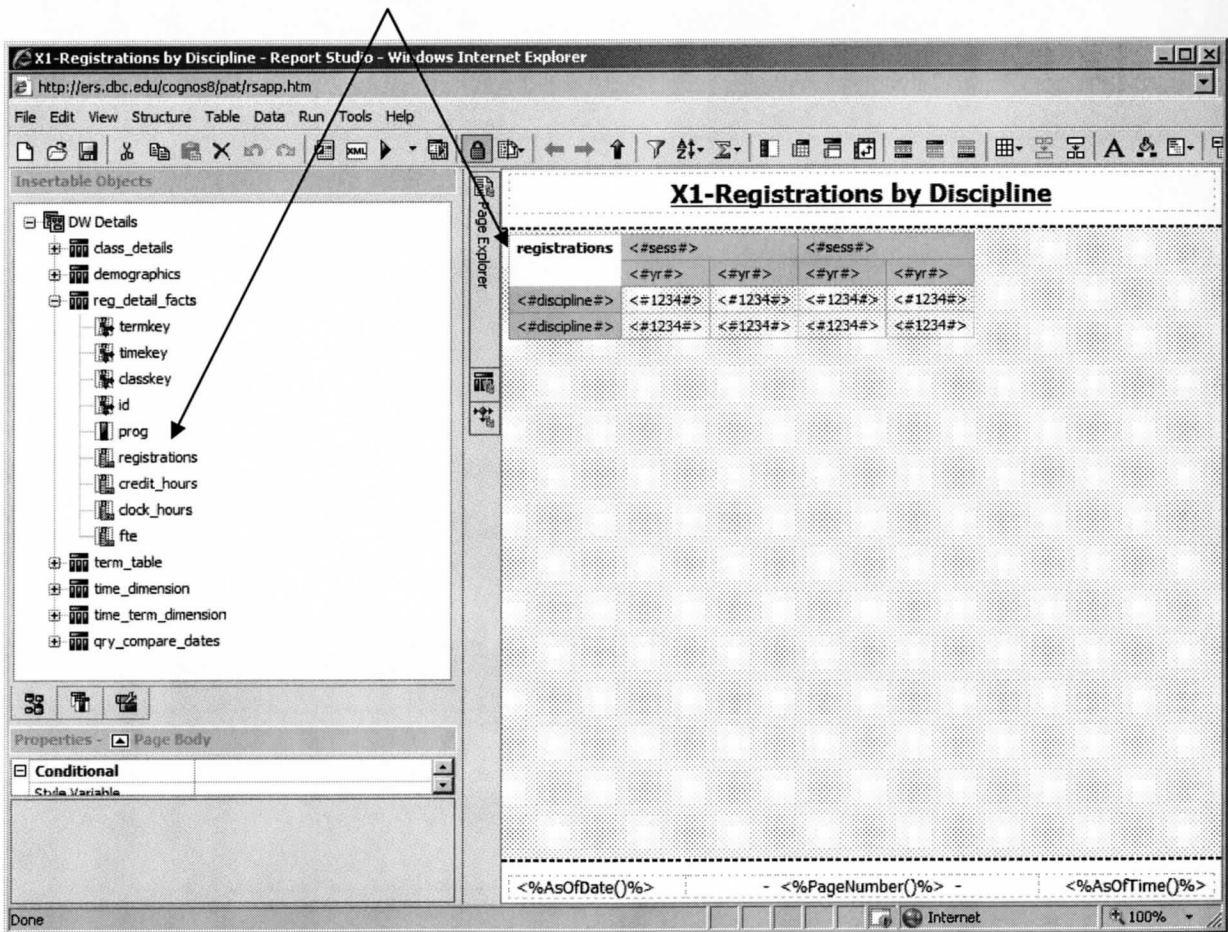 X1-Registrations by Discipline - Report Studio - Windows Internet Explorer
http://ers.dbc.edu/cognos8/pat/rsapp.htm
File Edit View Structure Table Data Run Tools Help
Insertable Objects
DW Details
class_details
demographics
reg_detail_facts
termkey
timekey
classkey
id
prog
registrations
credit_hours
clock_hours
fte
term_table
time_dimension
time_term_dimension
qry_compare_dates
Properties - Page Body
Conditional
Style Variable
Page Explorer
X1-Registrations by Discipline
registrations <#sess#> <#sess#>
<#yr#> <#yr#> <#yr#> <#yr#>
<#discipline#> <#1234#> <#1234#> <#1234#> <#1234#>
<#discipline#> <#1234#> <#1234#> <#1234#> <#1234#>
<%AsOfDate()%> - <%PageNumber()%> - <%AsOfTime()%>
Done Internet 100%